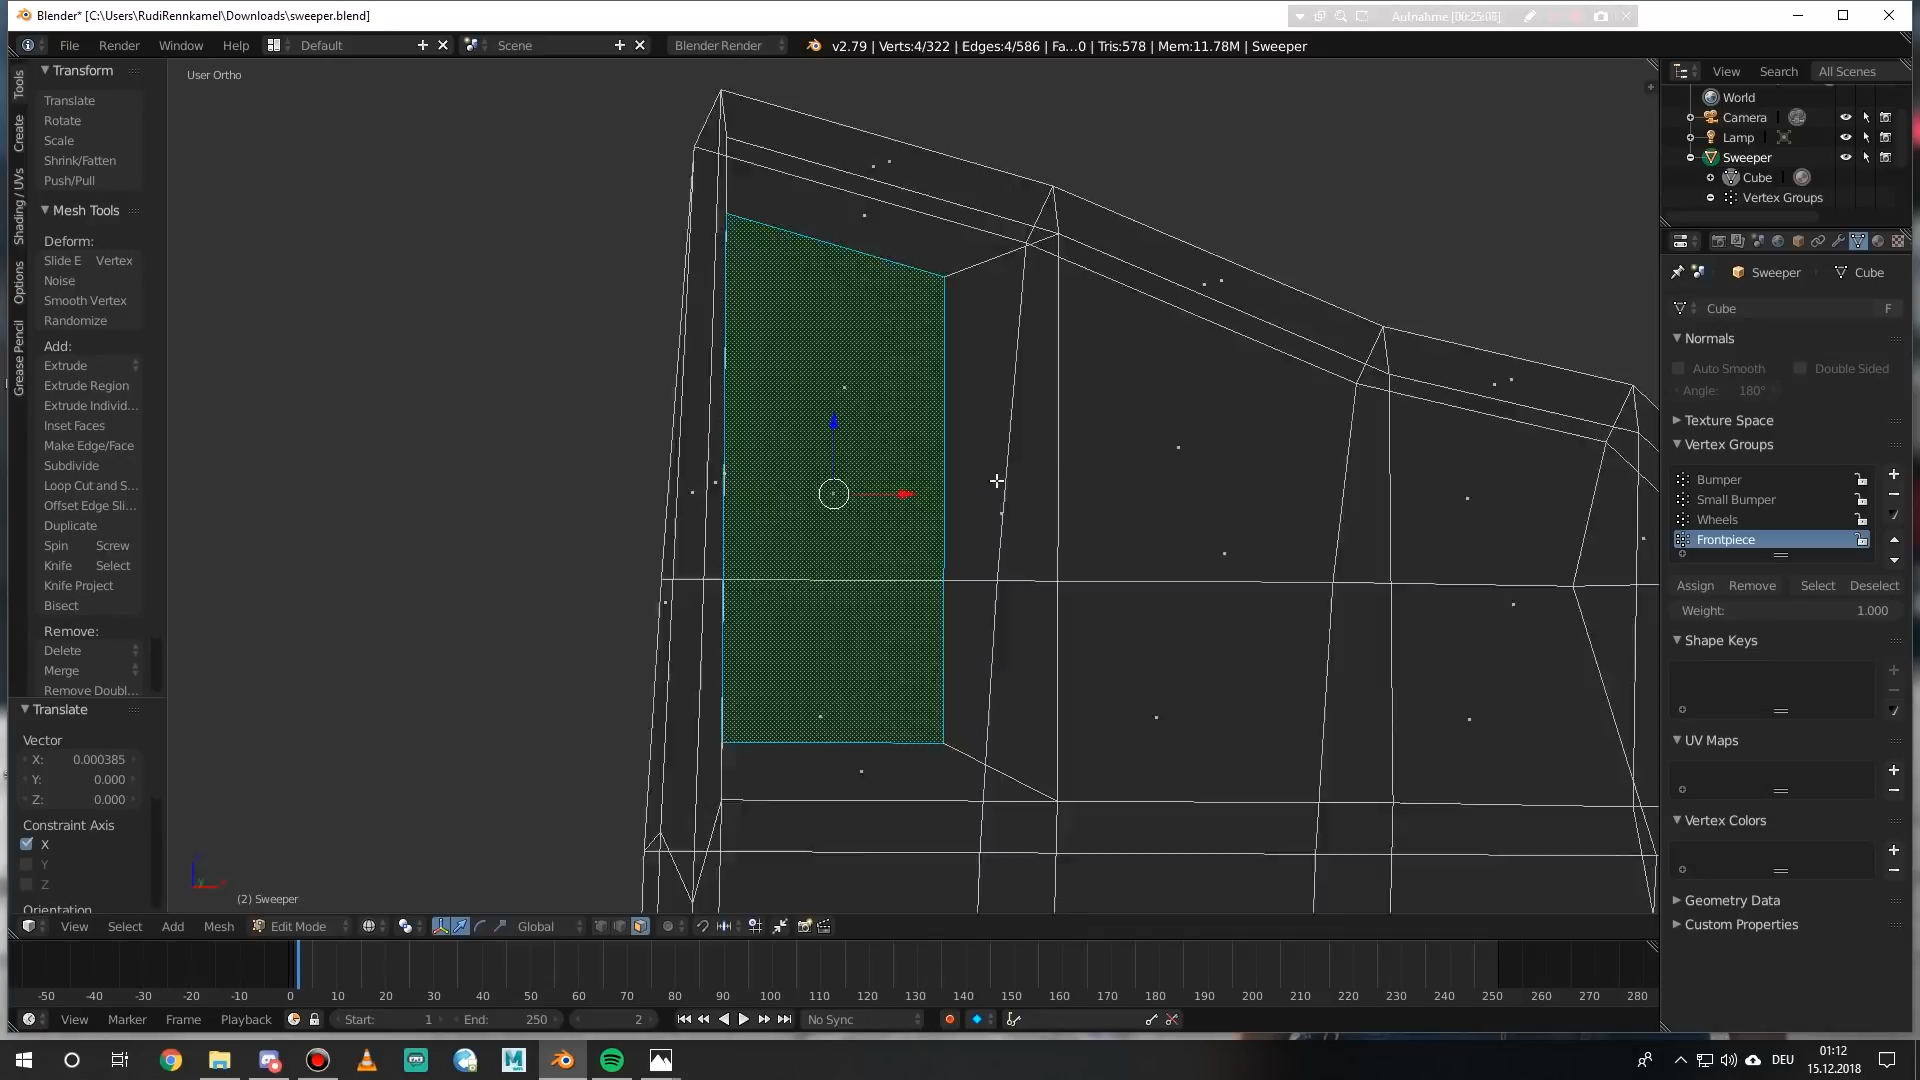 Blender* [C:\Users\RudiRennkamel\Downloads\sweeper.blend]
Aufnahme [00:25:08]
File Render Window Help Default Scene Blender Render v2.79 | Verts:4/322 | Edges:4/586 | Fa...0 | Tris:578 | Mem:11.78M | Sweeper
User Ortho
Tools
Create
Shading / UVs
Options
Grease Pencil
Transform
Translate
Rotate
Scale
Shrink/Fatten
Push/Pull
Mesh Tools
Deform:
Slide E Vertex
Noise
Smooth Vertex
Randomize
Add:
Extrude
Extrude Region
Extrude Individ...
Inset Faces
Make Edge/Face
Subdivide
Loop Cut and S...
Offset Edge Sli...
Duplicate
Spin Screw
Knife Select
Knife Project
Bisect
Remove:
Delete
Merge
Remove Doubl...
Translate
Vector
X: 0.000385
Y: 0.000
Z: 0.000
Constraint Axis
X
Y
Z
Orientation
(2) Sweeper
View Select Add Mesh Edit Mode Global
View Search All Scenes
World
Camera
Lamp
Sweeper
Cube
Vertex Groups
Sweeper Cube
Cube F
Normals
Auto Smooth Double Sided
Angle: 180°
Texture Space
Vertex Groups
Bumper
Small Bumper
Wheels
Frontpiece
Assign Remove Select Deselect
Weight: 1.000
Shape Keys
UV Maps
Vertex Colors
Geometry Data
Custom Properties
-50 -40 -30 -20 -10 0 10 20 30 40 50 60 70 80 90 100 110 120 130 140 150 160 170 180 190 200 210 220 230 240 250 260 270 280
View Marker Frame Playback Start: 1 End: 250 2 No Sync
DEU
01:12
15.12.2018